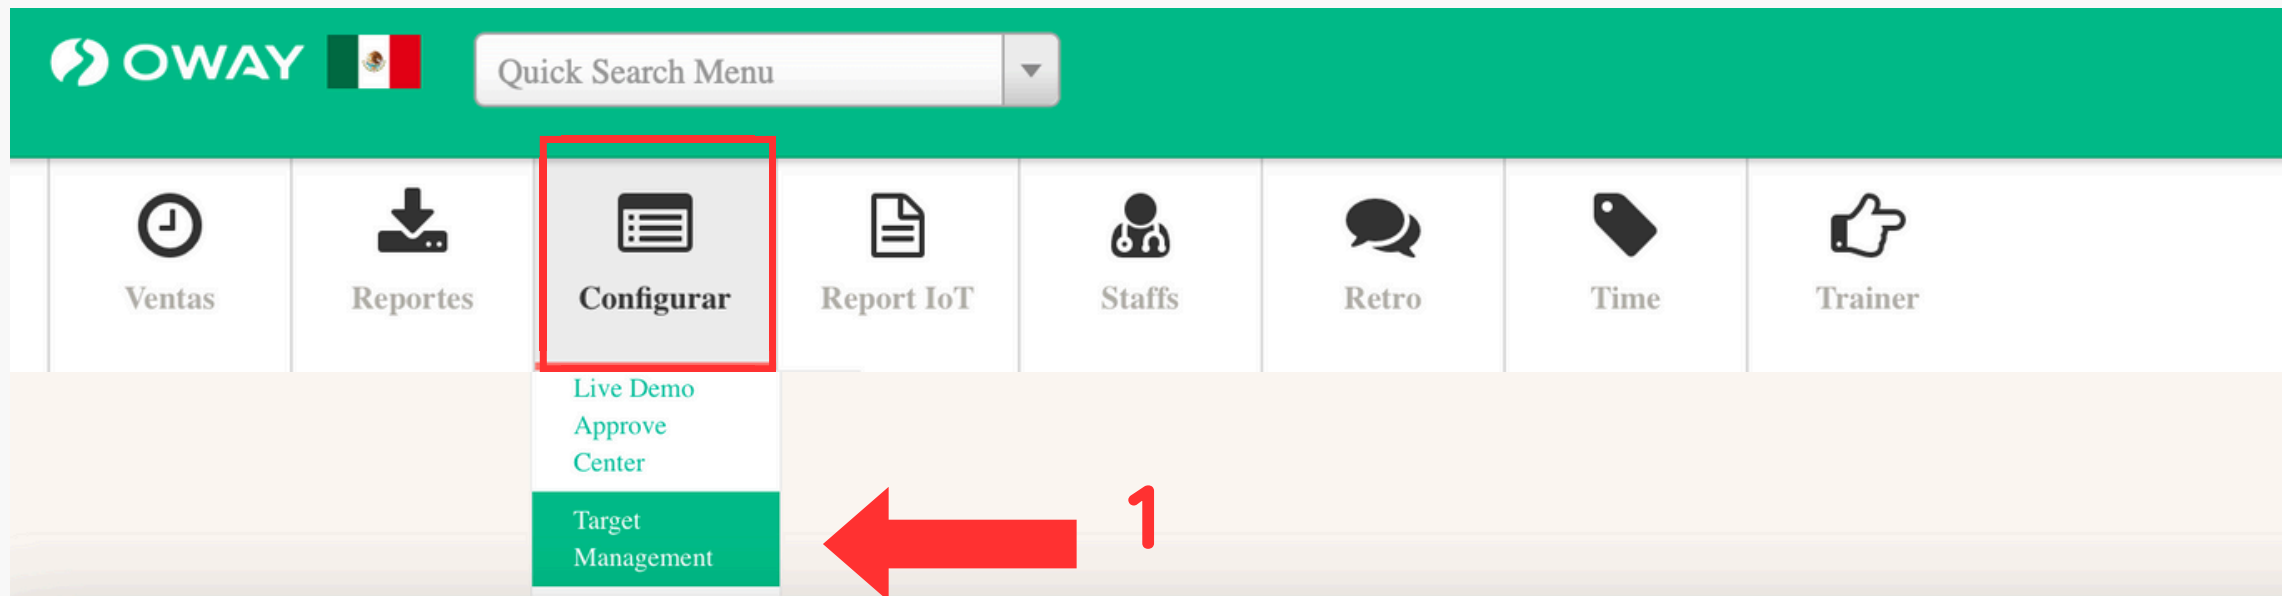 OWAY
Quick Search Menu
Ventas
Reportes
Configurar
Report IoT
Staffs
Retro
Time
Trainer
Live Demo
Approve
Center
Target
Management
1